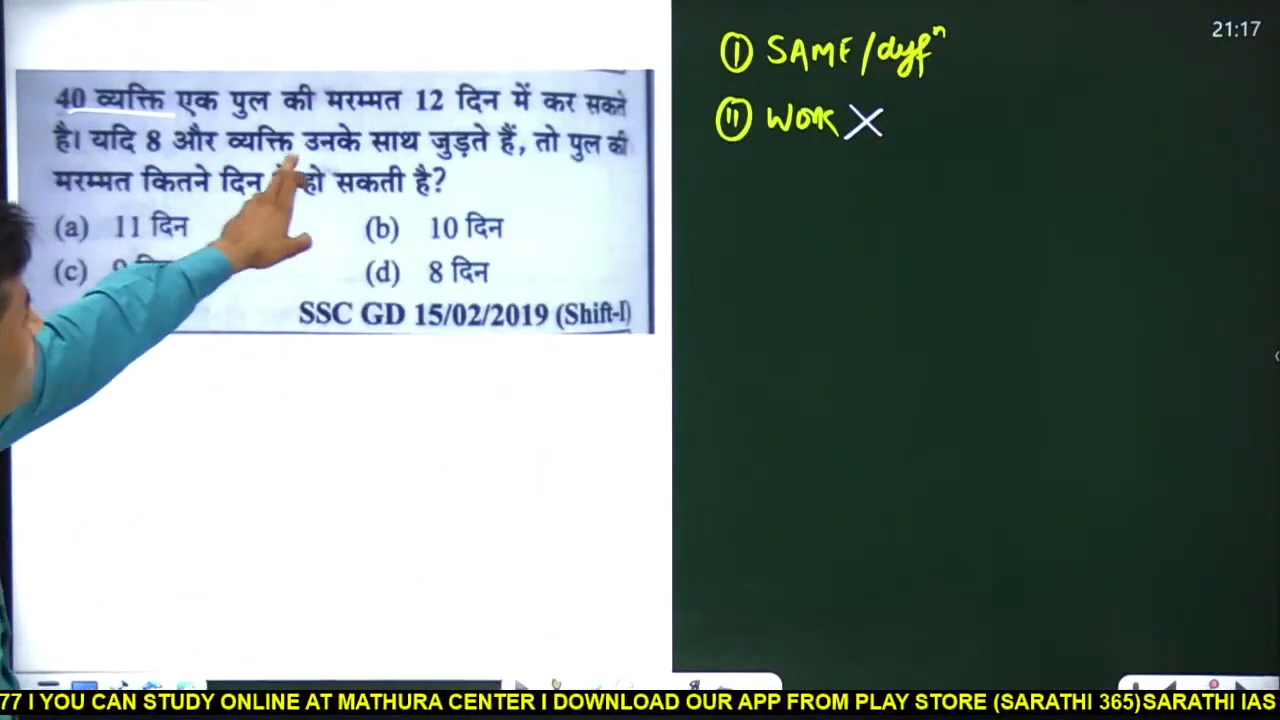 40 व्यक्ति एक पुल की मरम्मत 12 दिन में कर सकते
है। यदि 8 और व्यक्ति उनके साथ जुड़ते हैं, तो पुल की
मरम्मत कितने दिन हो सकती है?
(a) 11 दिन (b) 10 दिन
(c) (d) 8 दिन
SSC GD 15/02/2019 (Shift-I)
① SAME/dyfⁿ
⑪ WORK ×
21:17
77 I YOU CAN STUDY ONLINE AT MATHURA CENTER I DOWNLOAD OUR APP FROM PLAY STORE (SARATHI 365)SARATHI IAS